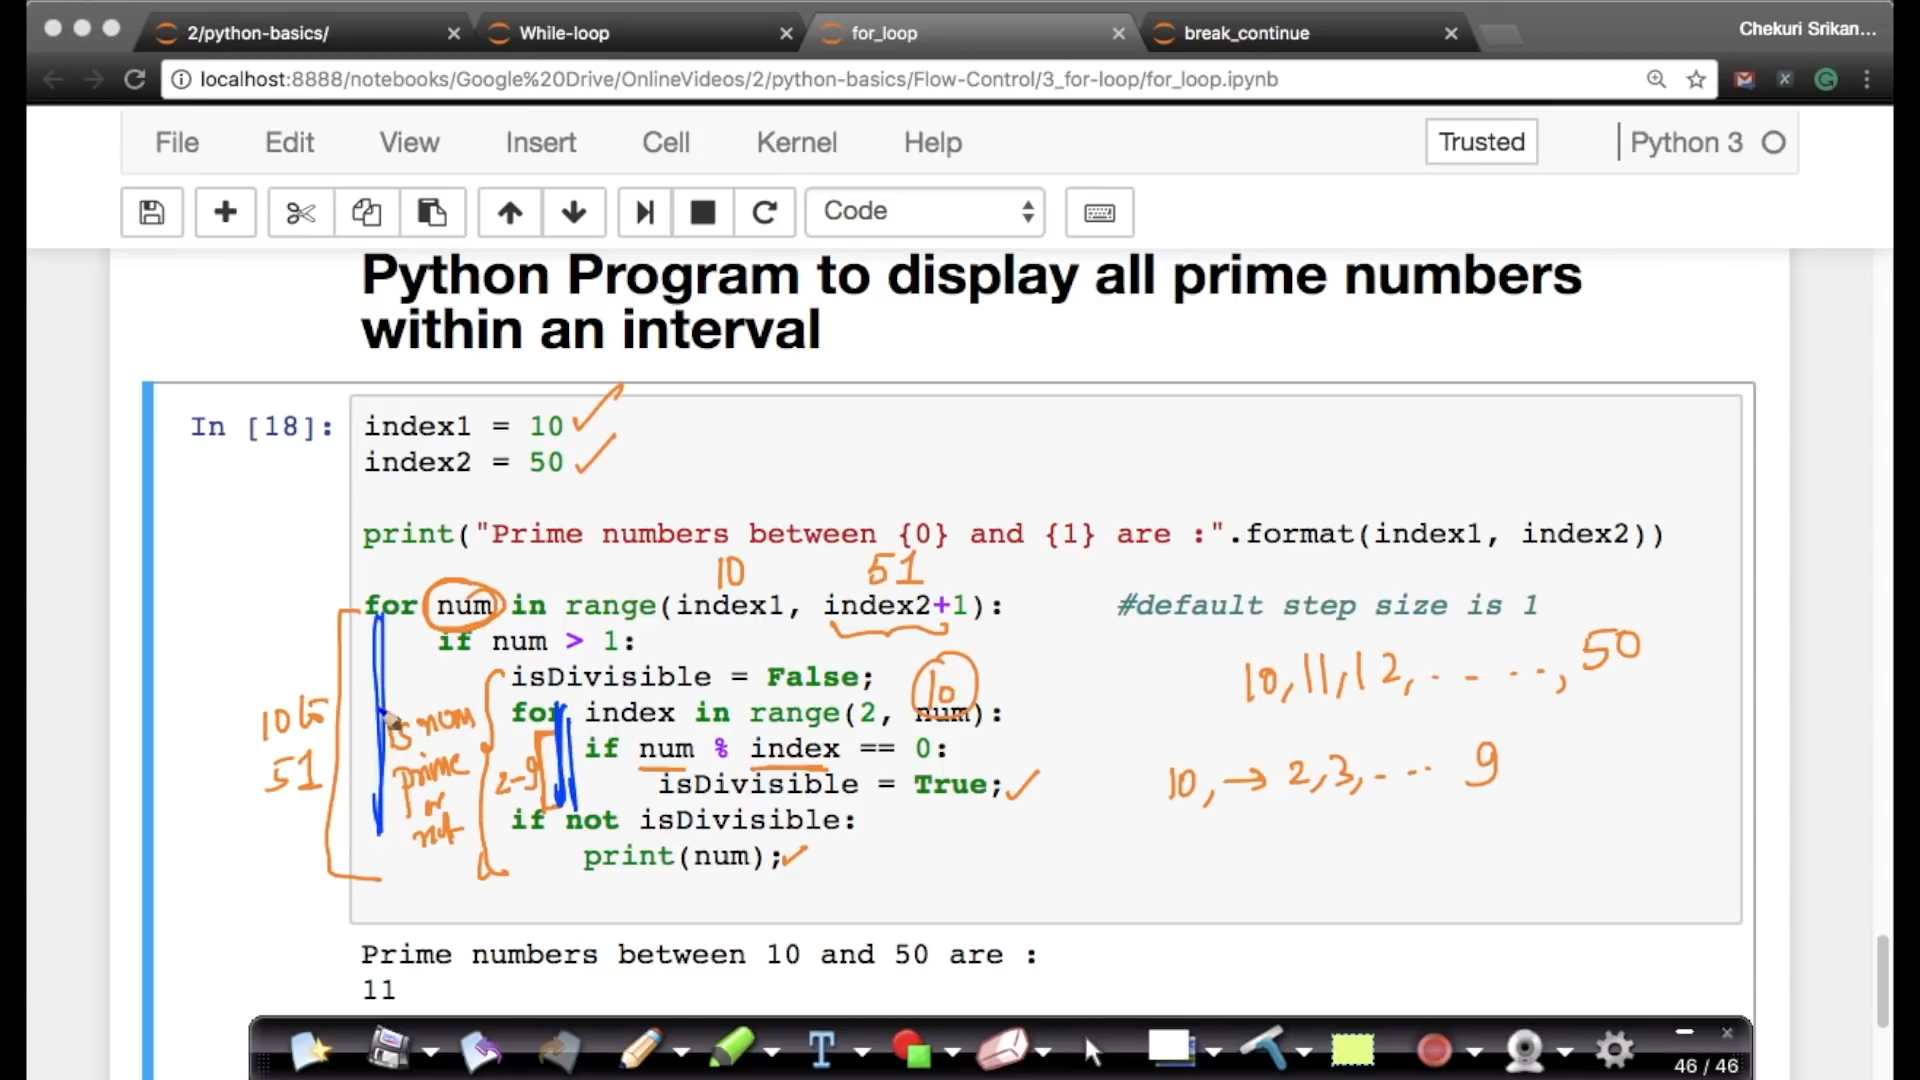 2/python-basics/
While-loop
for_loop
break_continue
Chekuri Srikan...
localhost:8888/notebooks/Google%20Drive/OnlineVideos/2/python-basics/Flow-Control/3_for-loop/for_loop.ipynb
File Edit View Insert Cell Kernel Help Trusted Python 3
Code
Python Program to display all prime numbers
within an interval
In [18]:
index1 = 10
index2 = 50
print("Prime numbers between {0} and {1} are :".format(index1, index2))
10 51
for num in range(index1, index2+1): #default step size is 1
if num > 1:
10, 11, 12, . - - . ., 50
isDivisible = False;
10
for index in range(2, num):
10 to
51
is num
prime
or
not
if num % index == 0:
2-9
10, → 2, 3, - - - 9
isDivisible = True;
if not isDivisible:
print(num);
Prime numbers between 10 and 50 are :
11
T
46 / 46